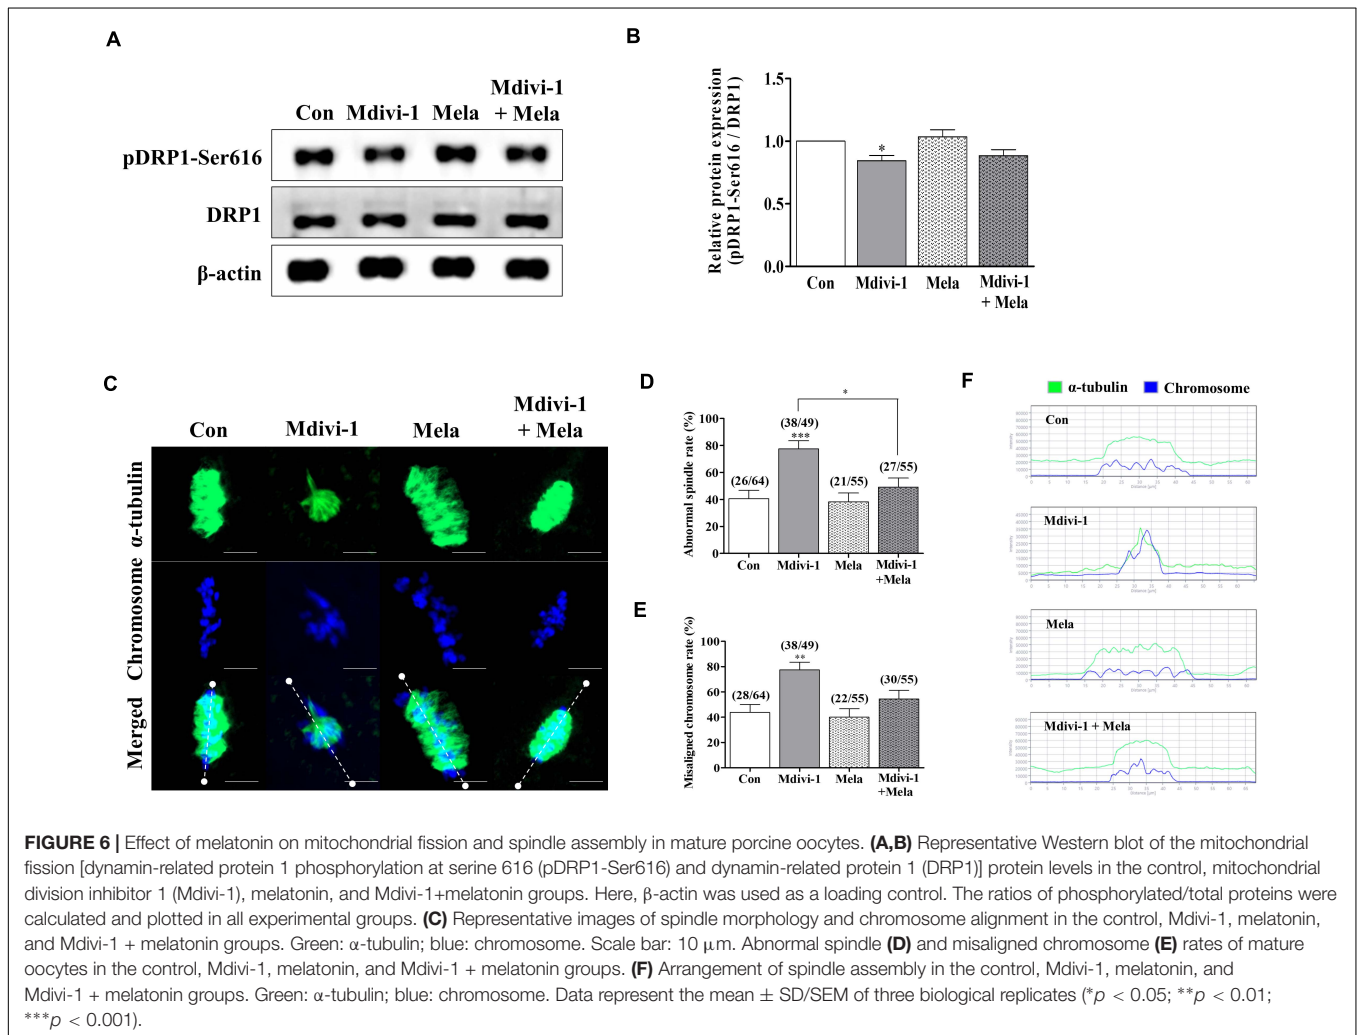 A
Con Mdivi-1 Mela Mdivi-1
+ Mela
pDRP1-Ser616
DRP1
β-actin
B
Relative protein expression
(pDRP1-Ser616 / DRP1)
1.5
1.0
0.5
0.0
*
Con Mdivi-1 Mela Mdivi-1
+ Mela
C
Con Mdivi-1 Mela Mdivi-1
+ Mela
α-tubulin
Chromosome
Merged
D
Abnormal spindle rate (%)
100
80
60
40
20
0
*
(26/64)
(38/49)
***
(21/55)
(27/55)
Con Mdivi-1 Mela Mdivi-1
+Mela
E
Misaligned chromosome rate (%)
100
80
60
40
20
0
(28/64)
(38/49)
**
(22/55)
(30/55)
Con Mdivi-1 Mela Mdivi-1
+Mela
F
α-tubulin Chromosome
Con
Mdivi-1
Mela
Mdivi-1 + Mela
FIGURE 6 | Effect of melatonin on mitochondrial fission and spindle assembly in mature porcine oocytes. (A,B) Representative Western blot of the mitochondrial
fission [dynamin-related protein 1 phosphorylation at serine 616 (pDRP1-Ser616) and dynamin-related protein 1 (DRP1)] protein levels in the control, mitochondrial
division inhibitor 1 (Mdivi-1), melatonin, and Mdivi-1+melatonin groups. Here, β-actin was used as a loading control. The ratios of phosphorylated/total proteins were
calculated and plotted in all experimental groups. (C) Representative images of spindle morphology and chromosome alignment in the control, Mdivi-1, melatonin,
and Mdivi-1 + melatonin groups. Green: α-tubulin; blue: chromosome. Scale bar: 10 μm. Abnormal spindle (D) and misaligned chromosome (E) rates of mature
oocytes in the control, Mdivi-1, melatonin, and Mdivi-1 + melatonin groups. (F) Arrangement of spindle assembly in the control, Mdivi-1, melatonin, and
Mdivi-1 + melatonin groups. Green: α-tubulin; blue: chromosome. Data represent the mean ± SD/SEM of three biological replicates (*p < 0.05; **p < 0.01;
***p < 0.001).